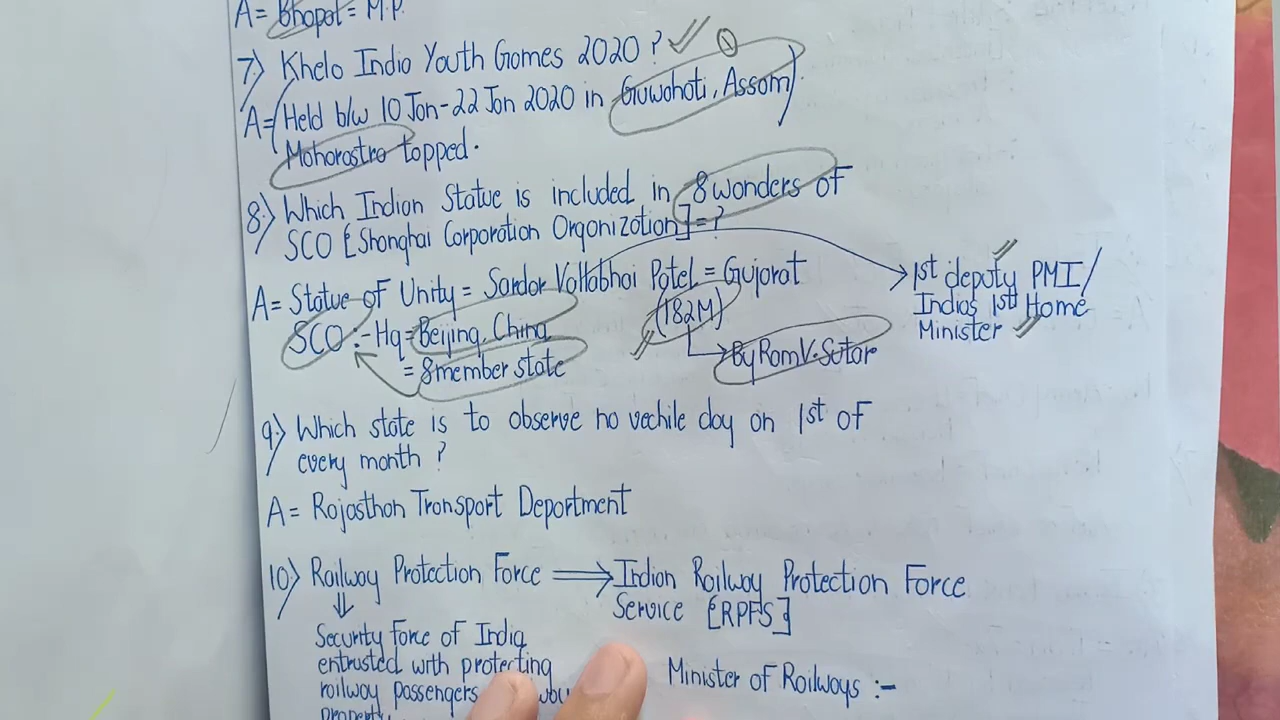 A= Bhopal = M.P.
7) Khelo India Youth Games 2020 ? ①
A= (Held b/w 10 Jan-22 Jan 2020 in Guwahati, Assam)
Maharastra topped.
8) Which Indian Statue is included in 8 wonders of
SCO [Shanghai Corporation Organization] = ?
A= Statue of Unity = Sardar Vallabhai Patel = Gujarat
(182M)
By Ram V. Sutar
1st deputy PMI/
Indias 1st Home
Minister
SCO :- Hq = Beijing, China
= 8 member state
9) Which state is to observe no vechile day on 1st of
every month ?
A= Rajasthan Transport Department
10) Railway Protection Force ⟹ Indian Railway Protection Force
Service [RPFS]
⇓
Security force of India
entrusted with protecting
railway passengers
property
Minister of Railways :-